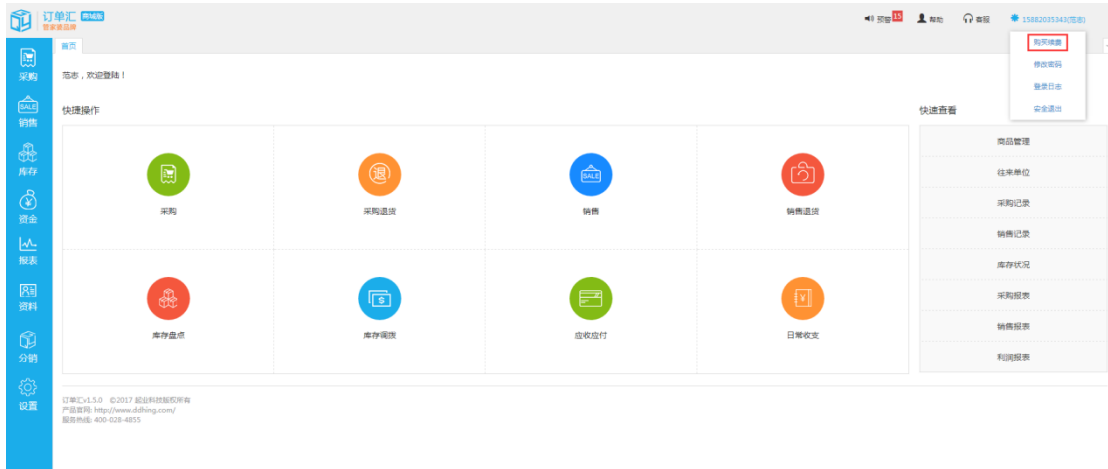 订单汇 商城版
管家婆品牌
预警 15 帮助 客服 15882035343(范志)
首页
购买续费
修改密码
登录日志
安全退出
采购
销售
库存
资金
报表
资料
分销
设置
范志，欢迎登陆！
快捷操作
采购
采购退货
SALE
销售
销售退货
库存盘点
库存调拨
应收应付
日常收支
快速查看
商品管理
往来单位
采购记录
销售记录
库存状况
采购报表
销售报表
利润报表
订单汇v1.5.0 ©2017 超业科技版权所有
产品官网: http://www.ddhing.com/
服务热线: 400-028-4855